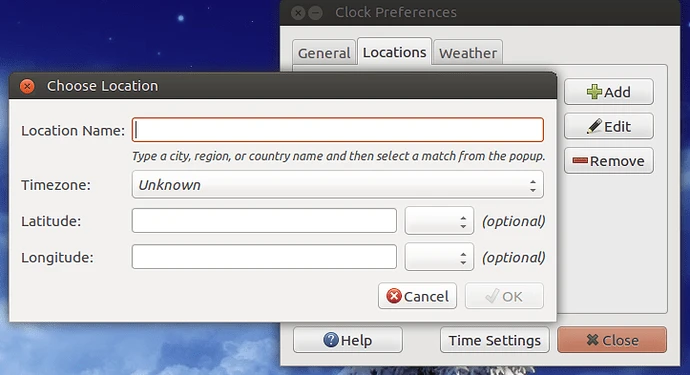 Clock Preferences
General Locations Weather
Choose Location
Add
Location Name:
Edit
Type a city, region, or country name and then select a match from the popup.
Remove
Timezone: Unknown
Latitude: (optional)
Longitude: (optional)
Cancel OK
Help Time Settings Close